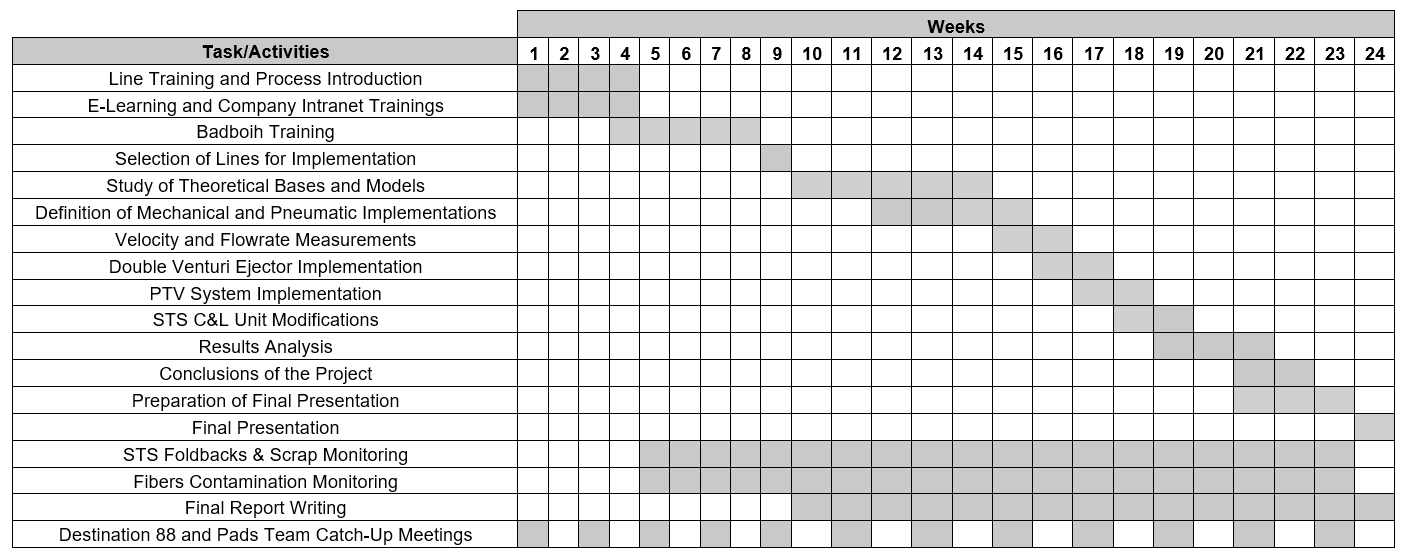 Weeks
Task/Activities 1 2 3 4 5 6 7 8 9 10 11 12 13 14 15 16 17 18 19 20 21 22 23 24
Line Training and Process Introduction
E-Learning and Company Intranet Trainings
Badboih Training
Selection of Lines for Implementation
Study of Theoretical Bases and Models
Definition of Mechanical and Pneumatic Implementations
Velocity and Flowrate Measurements
Double Venturi Ejector Implementation
PTV System Implementation
STS C&L Unit Modifications
Results Analysis
Conclusions of the Project
Preparation of Final Presentation
Final Presentation
STS Foldbacks & Scrap Monitoring
Fibers Contamination Monitoring
Final Report Writing
Destination 88 and Pads Team Catch-Up Meetings